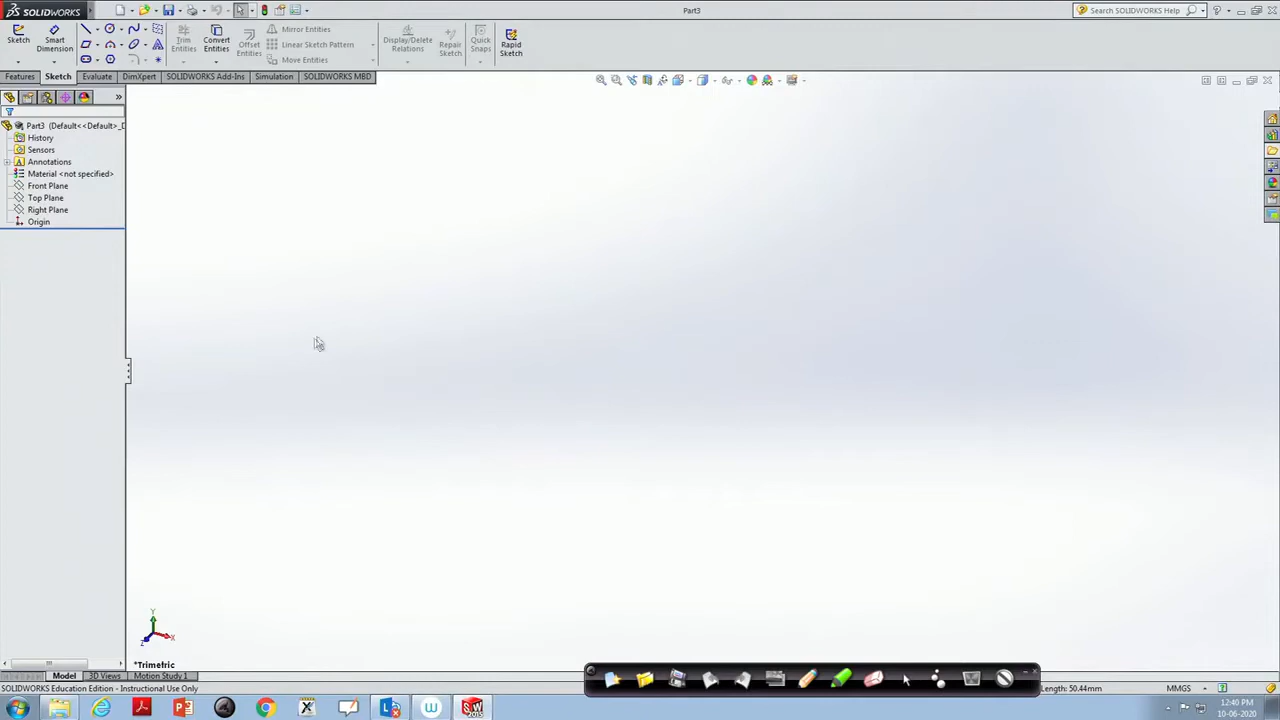 SOLIDWORKS
Part3
Search SOLIDWORKS Help
Sketch
Smart Dimension
Trim Entities
Convert Entities
Offset Entities
Mirror Entities
Linear Sketch Pattern
Move Entities
Display/Delete Relations
Repair Sketch
Quick Snaps
Rapid Sketch
Features
Sketch
Evaluate
DimXpert
SOLIDWORKS Add-Ins
Simulation
SOLIDWORKS MBD
Part3 (Default<<Default>_D
History
Sensors
Annotations
Material <not specified>
Front Plane
Top Plane
Right Plane
Origin
Y
X
Z
*Trimetric
Model
3D Views
Motion Study 1
SOLIDWORKS Education Edition - Instructional Use Only
Length: 50.44mm
MMGS
12:40 PM
10-06-2020